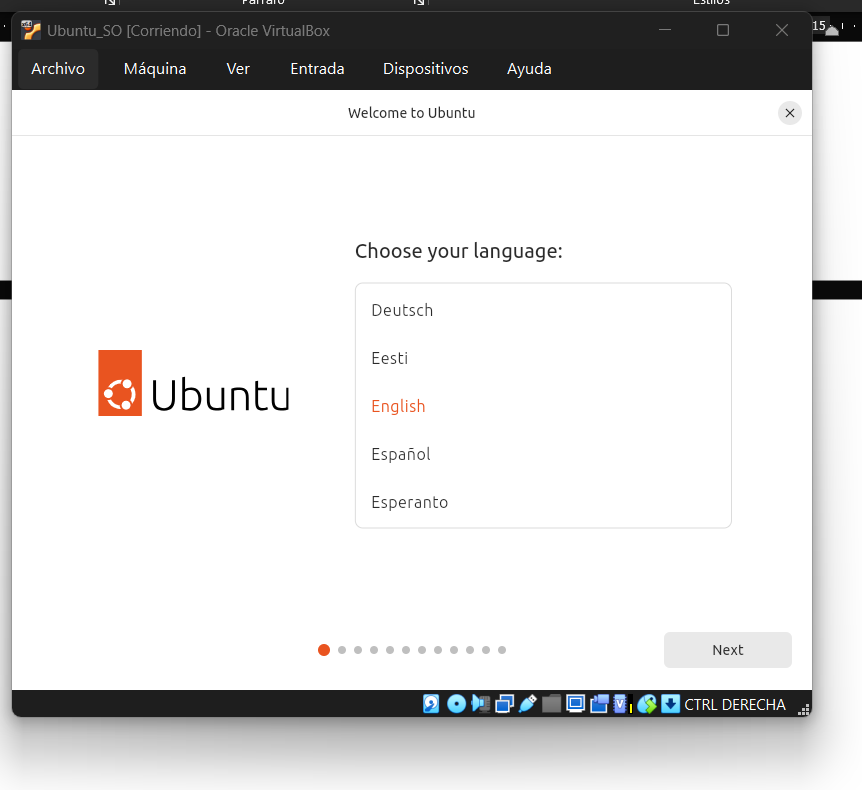 Párrafo
Estilos
Ubuntu_SO [Corriendo] - Oracle VirtualBox
15
Archivo Máquina Ver Entrada Dispositivos Ayuda
Welcome to Ubuntu
Choose your language:
Deutsch
Eesti
English
Español
Esperanto
Ubuntu
Next
CTRL DERECHA